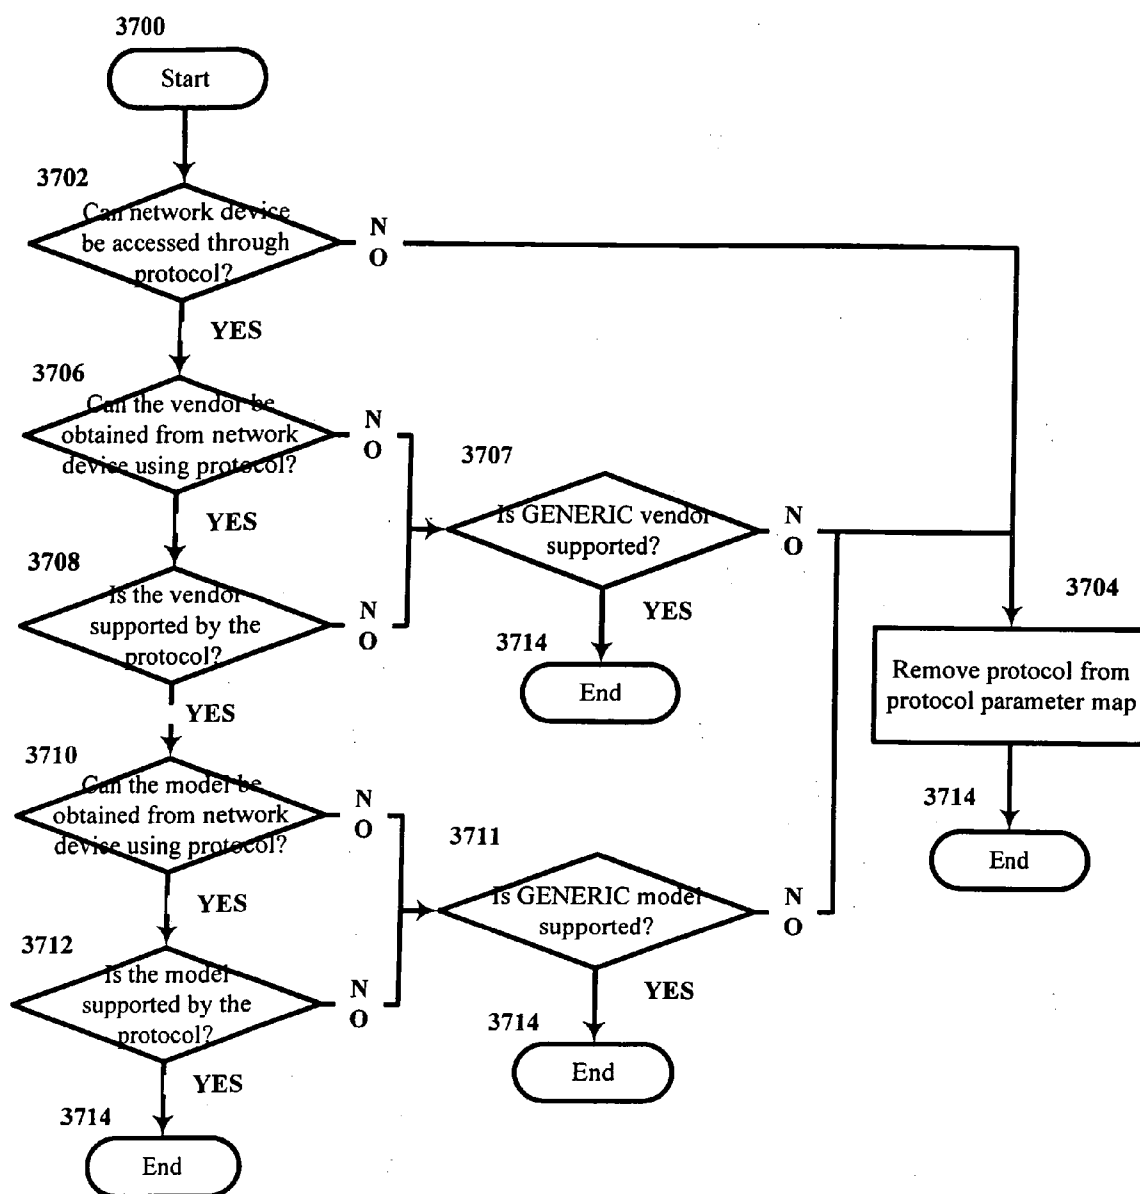 3700
Start
3702
Can network device
be accessed through
protocol?
N
O
YES
3706
Can the vendor be
obtained from network
device using protocol?
N
O
YES
3707
Is GENERIC vendor
supported?
N
O
YES
3708
Is the vendor
supported by the
protocol?
N
O
YES
3714
End
3704
Remove protocol from
protocol parameter map
3714
End
3710
Can the model be
obtained from network
device using protocol?
N
O
YES
3711
Is GENERIC model
supported?
N
O
YES
3712
Is the model
supported by the
protocol?
N
O
YES
3714
End
3714
End